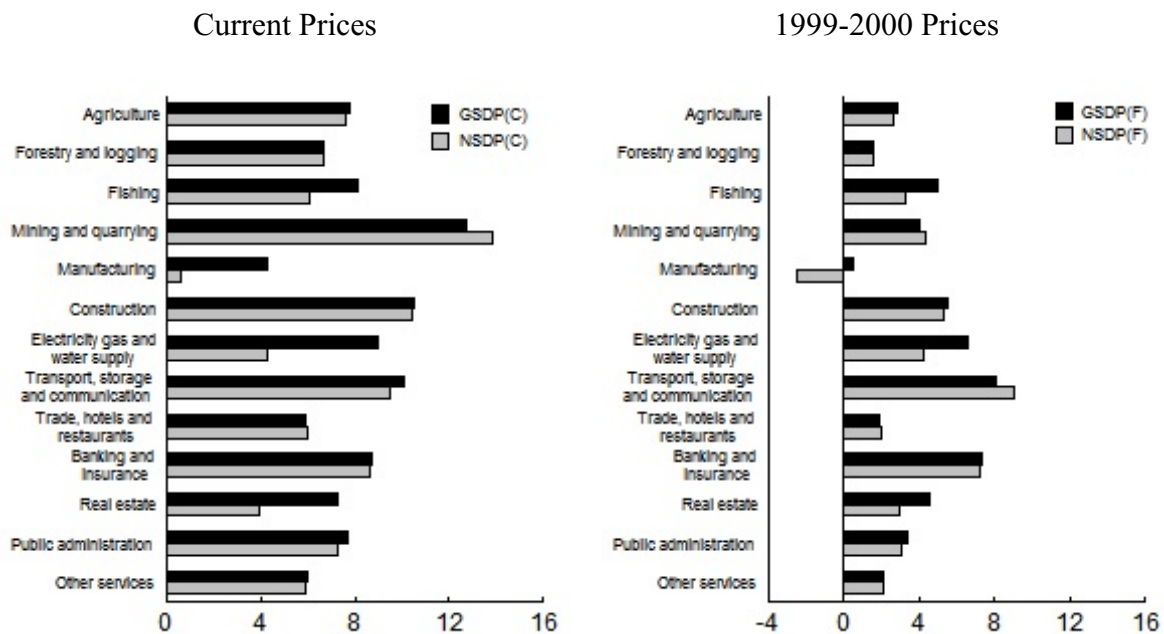 Current Prices
Agriculture
Forestry and logging
Fishing
Mining and quarrying
Manufacturing
Construction
Electricity gas and
water supply
Transport, storage
and communication
Trade, hotels and
restaurants
Banking and
Insurance
Real estate
Public administration
Other services
GSDP(C)
NSDP(C)
0 4 8 12 16
1999-2000 Prices
Agriculture
Forestry and logging
Fishing
Mining and quarrying
Manufacturing
Construction
Electricity gas and
water supply
Transport, storage
and communication
Trade, hotels and
restaurants
Banking and
Insurance
Real estate
Public administration
Other services
GSDP(F)
NSDP(F)
-4 0 4 8 12 16